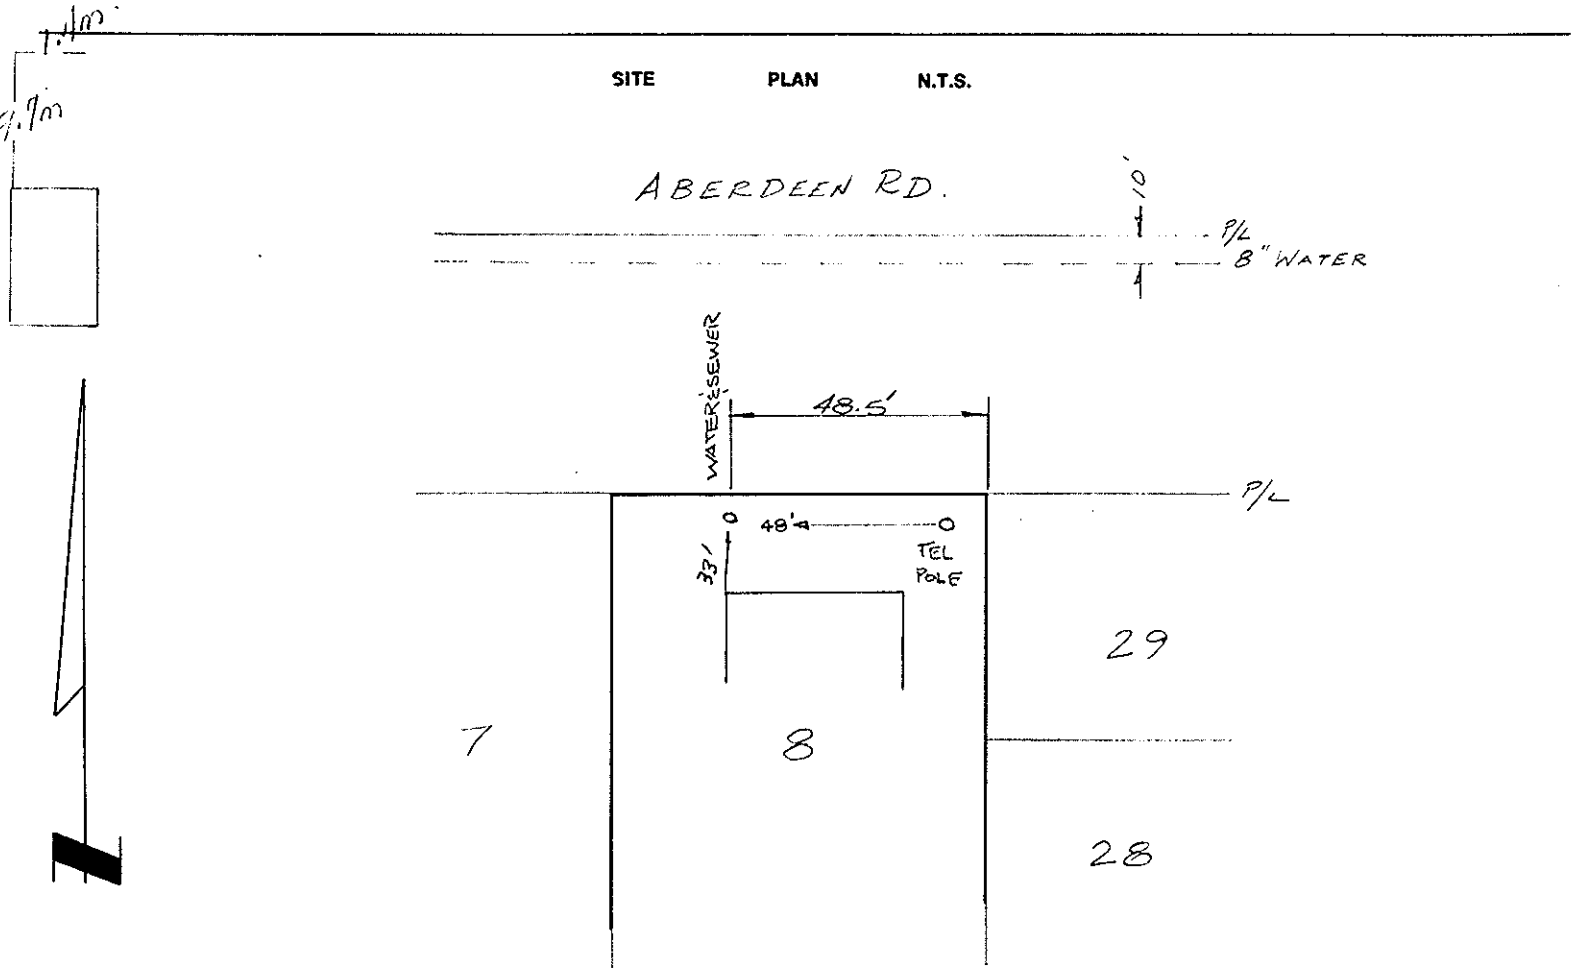 SITE PLAN N.T.S.
ABERDEEN RD.
10'
P/L
8" WATER
WATER & SEWER
48.5'
P/L
48'
TEL
POLE
33'
29
7
8
28